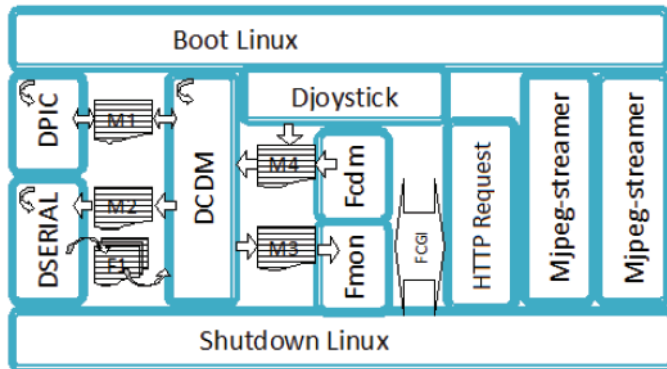 Boot Linux
DPIC
M1
DSERIAL
M2
F1
DCDM
Djoystick
M4
Fcdm
M3
Fmon
FCGI
HTTP Request
Mjpeg-streamer
Mjpeg-streamer
Shutdown Linux